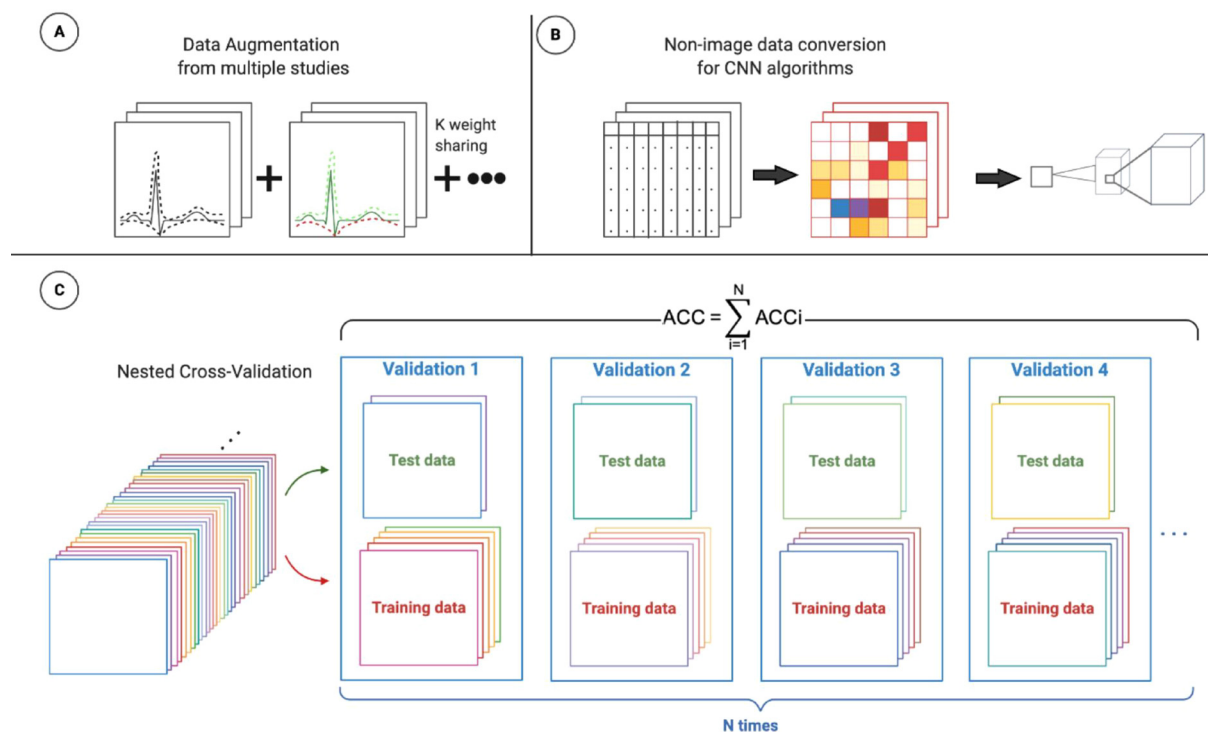 A
Data Augmentation
from multiple studies
K weight
sharing
B
Non-image data conversion
for CNN algorithms
C
ACC = ∑ ACCi
N
i=1
Nested Cross-Validation
Validation 1
Test data
Training data
Validation 2
Test data
Training data
Validation 3
Test data
Training data
Validation 4
Test data
Training data
N times